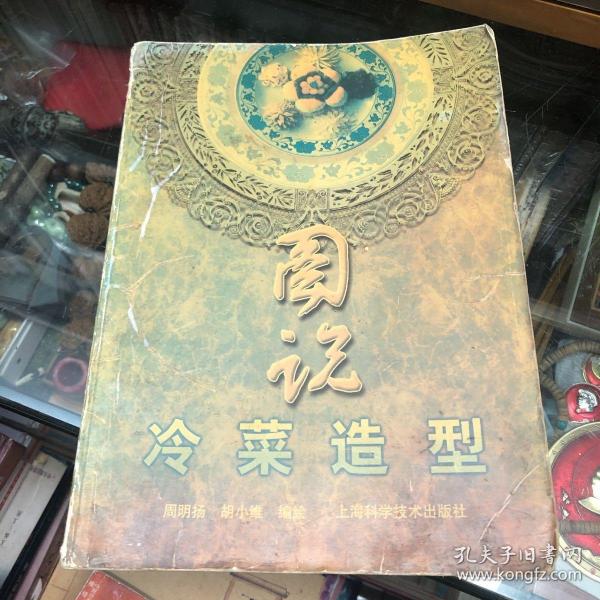 图说
冷菜造型
周明扬 胡小维 编绘 上海科学技术出版社
孔夫子旧书网
www.kongfz.com